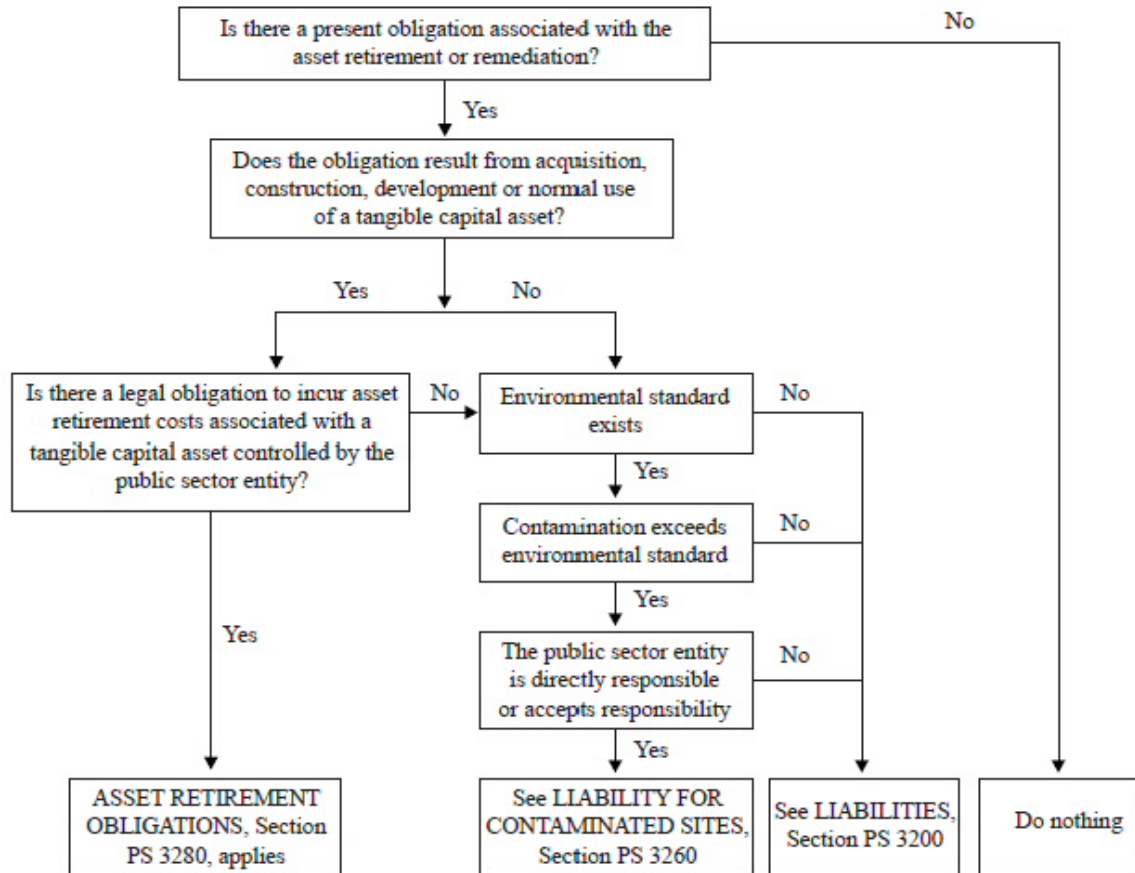 Is there a present obligation associated with the
asset retirement or remediation?
No
Yes
Does the obligation result from acquisition,
construction, development or normal use
of a tangible capital asset?
Yes
No
Is there a legal obligation to incur asset
retirement costs associated with a
tangible capital asset controlled by the
public sector entity?
No
Environmental standard
exists
No
Yes
Contamination exceeds
environmental standard
No
Yes
Yes
The public sector entity
is directly responsible
or accepts responsibility
No
Yes
ASSET RETIREMENT
OBLIGATIONS, Section
PS 3280, applies
See LIABILITY FOR
CONTAMINATED SITES,
Section PS 3260
See LIABILITIES,
Section PS 3200
Do nothing